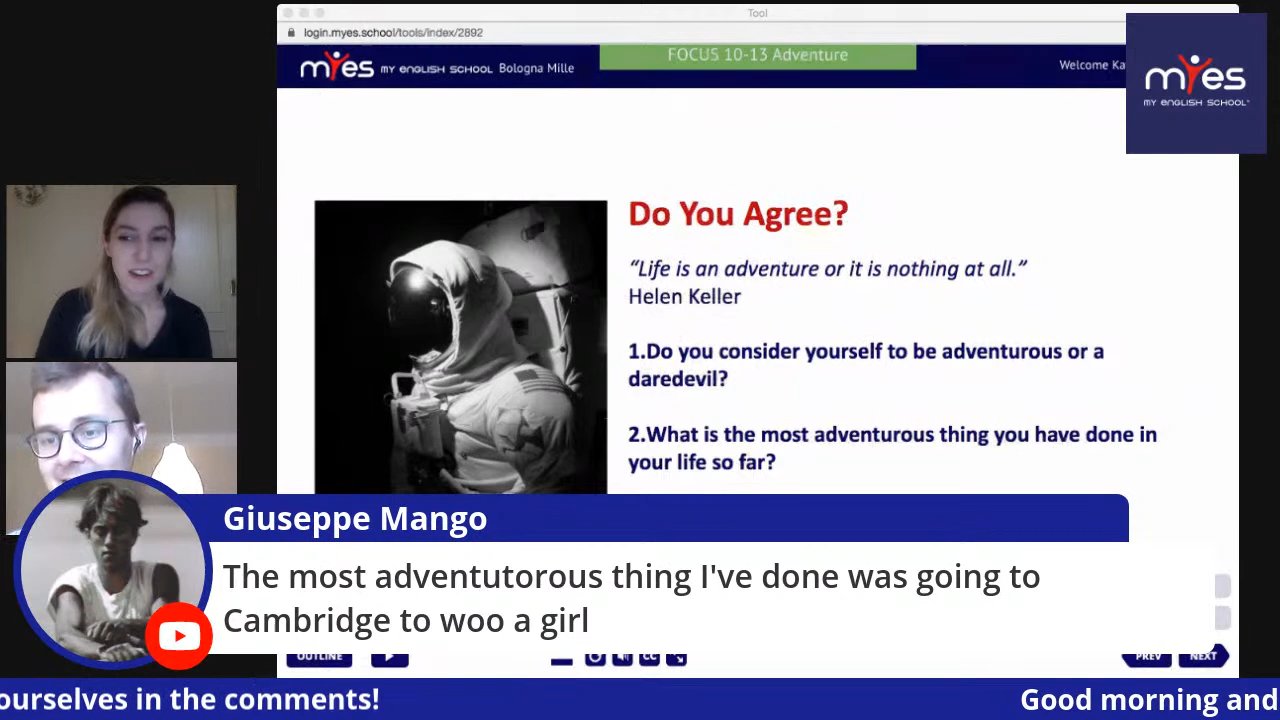 Tool
login.myes.school/tools/index/2892
FOCUS 10-13 Adventure
myes MY ENGLISH SCHOOL Bologna Mille
Welcome Ka
myes
MY ENGLISH SCHOOL
Do You Agree?
“Life is an adventure or it is nothing at all.”
Helen Keller
1.Do you consider yourself to be adventurous or a
daredevil?
2.What is the most adventurous thing you have done in
your life so far?
Giuseppe Mango
The most adventutorous thing I've done was going to
Cambridge to woo a girl
OUTLINE
CC
PREV
NEXT
ourselves in the comments!
Good morning and